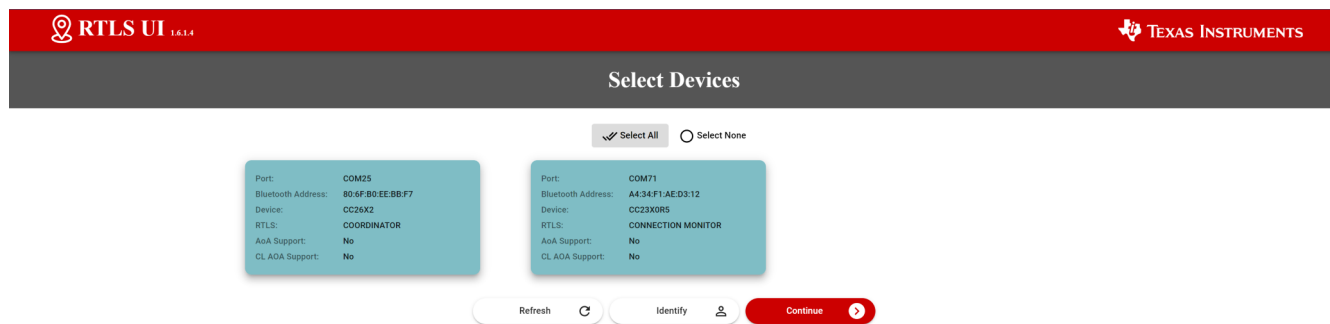 RTLS UI 1.6.1.4
TEXAS INSTRUMENTS
Select Devices
Select All
Select None
Port: COM25
Bluetooth Address: 80:6F:B0:EE:BB:F7
Device: CC26X2
RTLS: COORDINATOR
AoA Support: No
CL AOA Support: No
Port: COM71
Bluetooth Address: A4:34:F1:AE:D3:12
Device: CC23X0R5
RTLS: CONNECTION MONITOR
AoA Support: No
CL AOA Support: No
Refresh
Identify
Continue